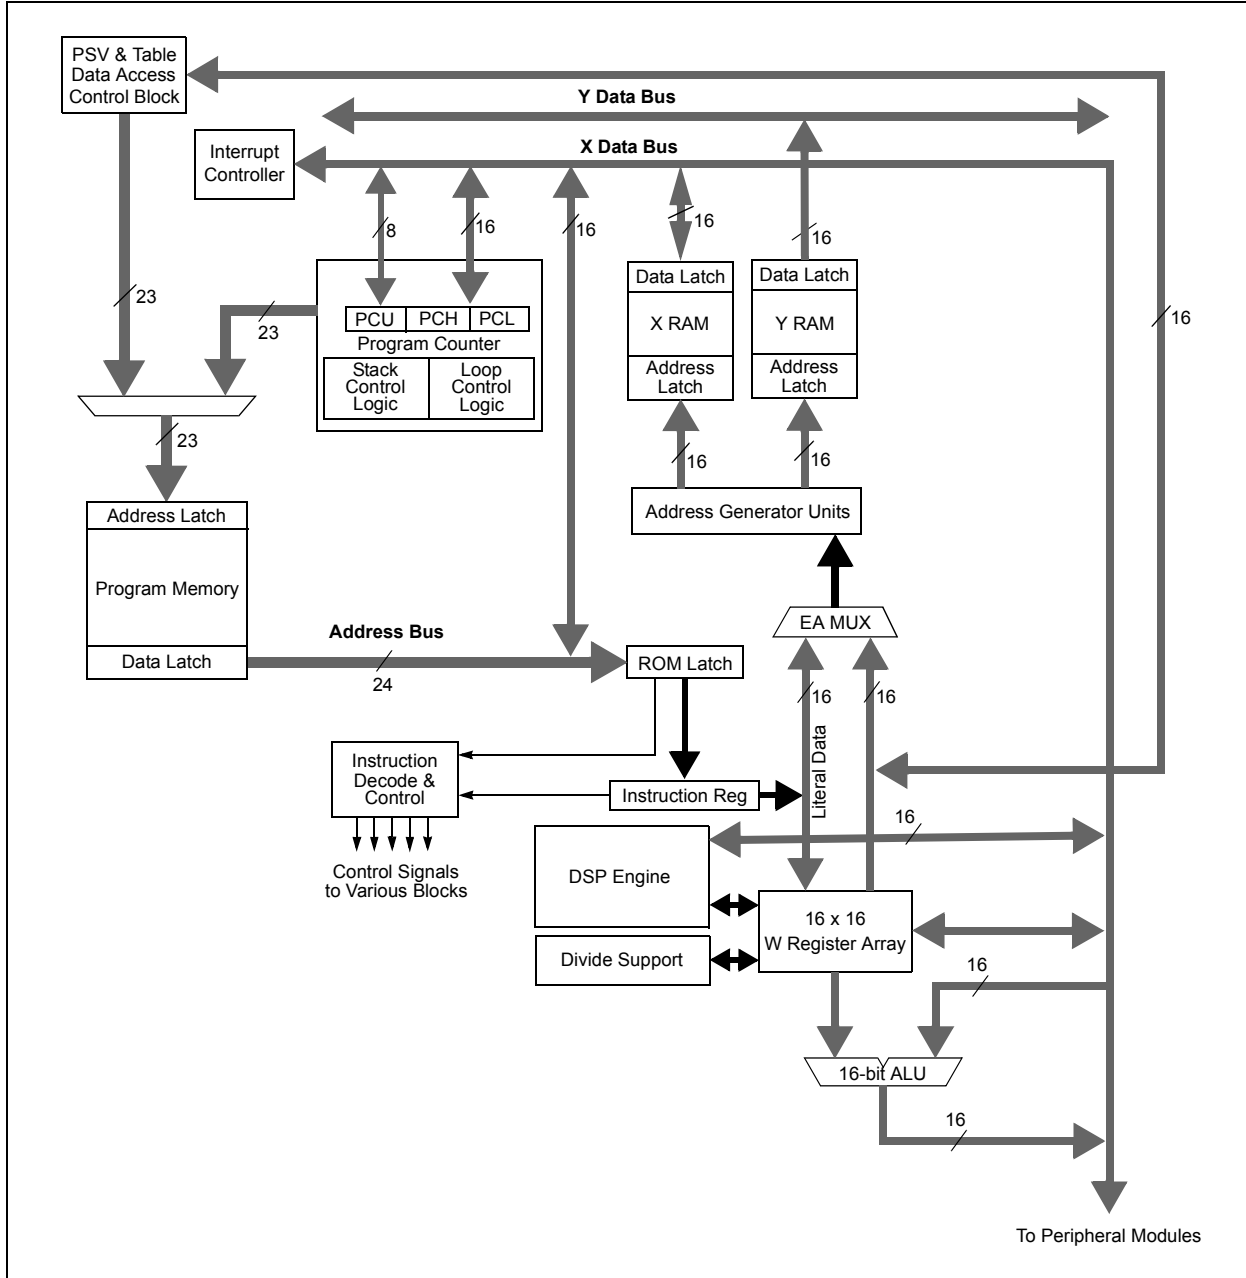 PSV & Table
Data Access
Control Block
Y Data Bus
Interrupt
Controller
X Data Bus
8
16
16
16
16
23
23
16
PCU
PCH
PCL
Program Counter
Stack
Control
Logic
Loop
Control
Logic
Data Latch
X RAM
Address
Latch
Data Latch
Y RAM
Address
Latch
23
16
16
Address Latch
Program Memory
Data Latch
Address Generator Units
EA MUX
Address Bus
24
ROM Latch
16
16
Literal Data
Instruction
Decode &
Control
Instruction Reg
Control Signals
to Various Blocks
16
DSP Engine
16 x 16
W Register Array
Divide Support
16
16-bit ALU
16
To Peripheral Modules